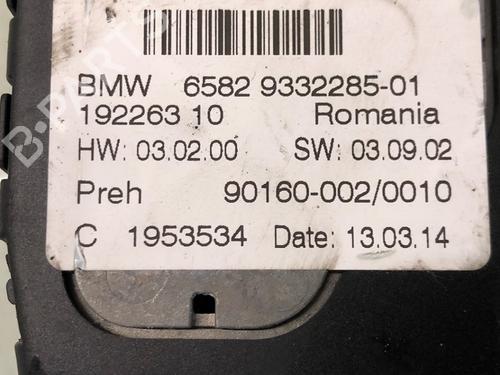 BMW 6582 9332285-01
192263 10 Romania
HW: 03.02.00 SW: 03.09.02
Preh 90160-002/0010
C 1953534 Date: 13.03.14
B-PARTS